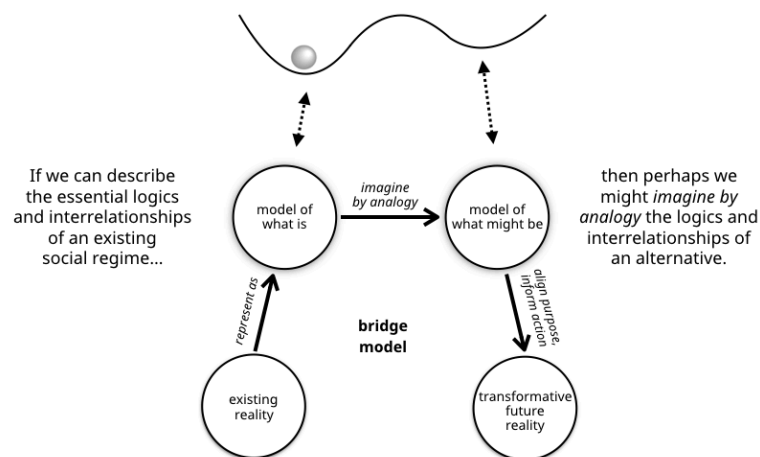 If we can describe
the essential logics
and interrelationships
of an existing
social regime...
model of
what is
imagine
by analogy
model of
what might be
then perhaps we
might imagine by
analogy the logics and
interrelationships of
an alternative.
represent as
bridge
model
align purpose,
inform action
existing
reality
transformative
future
reality